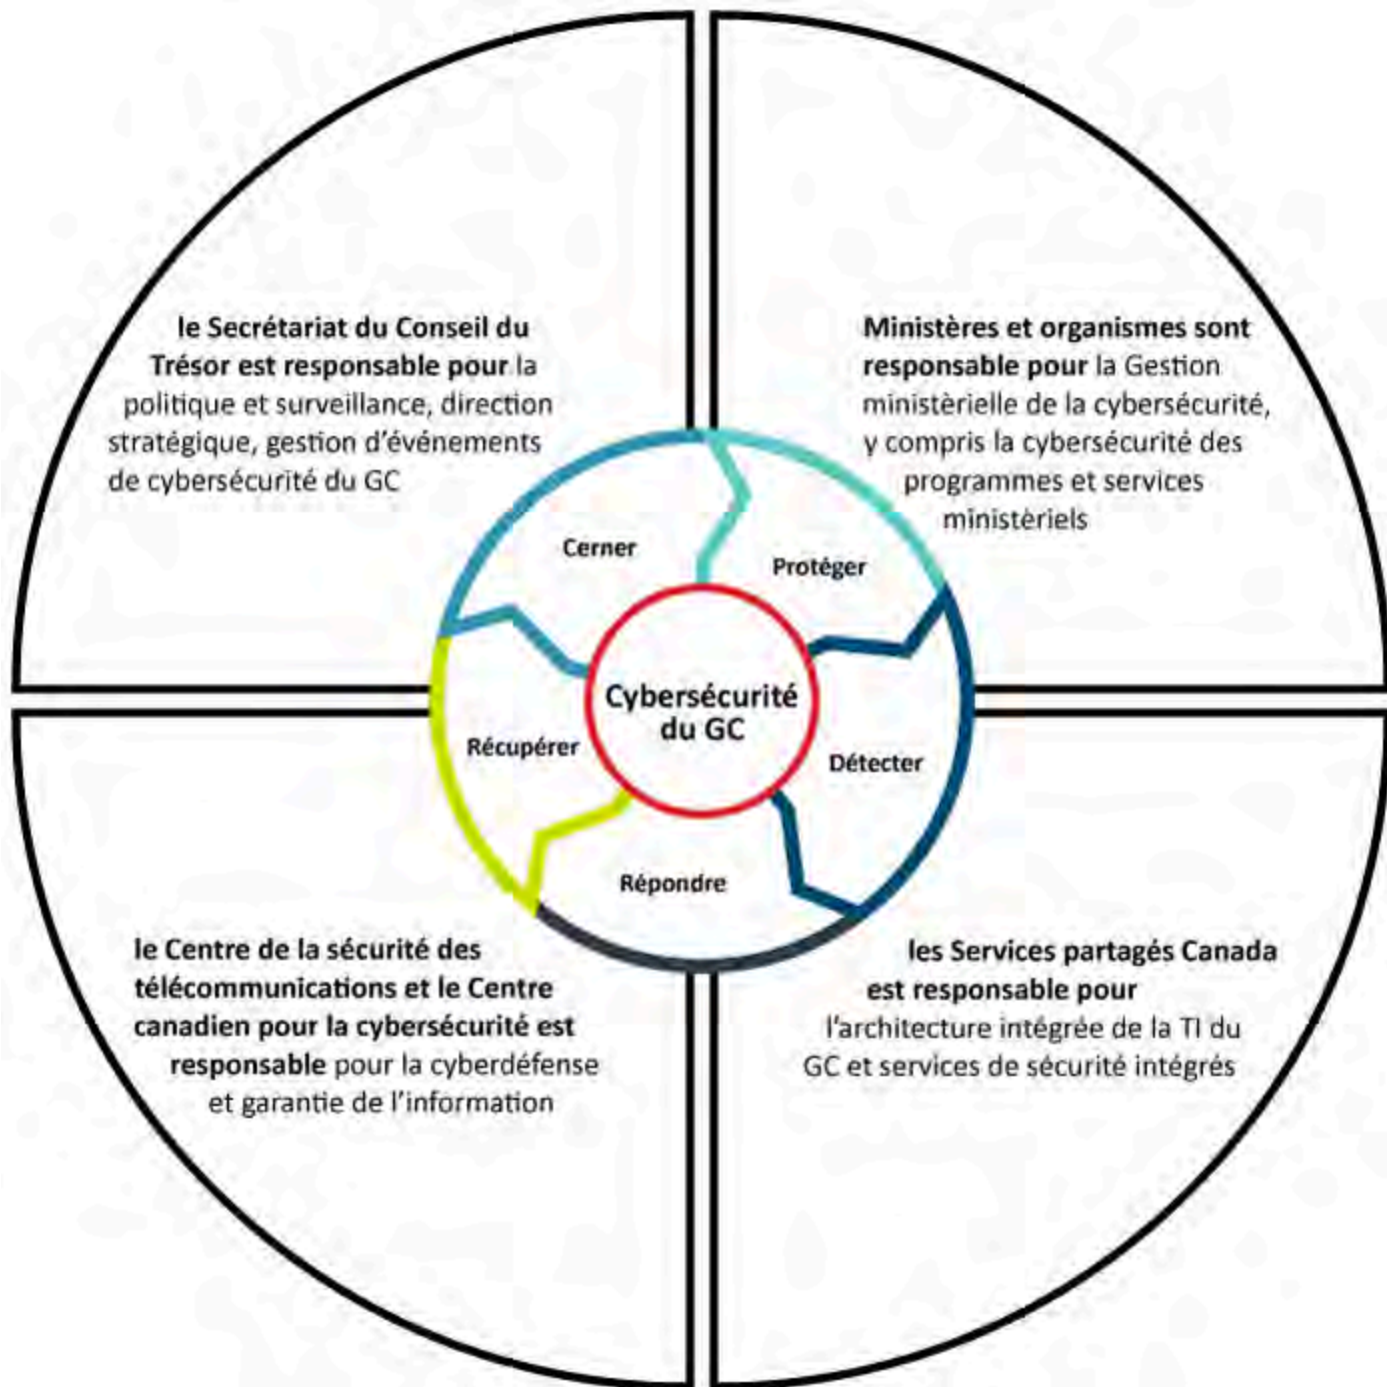 le Secrétariat du Conseil du
Trésor est responsable pour la
politique et surveillance, direction
stratégique, gestion d'événements
de cybersécurité du GC
Ministères et organismes sont
responsable pour la Gestion
ministèrielle de la cybersécurité,
y compris la cybersécurité des
programmes et services
ministèriels
Cerner
Protéger
Cybersécurité
du GC
Récupérer
Détecter
Répondre
le Centre de la sécurité des
télécommunications et le Centre
canadien pour la cybersécurité est
responsable pour la cyberdéfense
et garantie de l'information
les Services partagés Canada
est responsable pour
l'architecture intégrée de la TI du
GC et services de sécurité intégrés